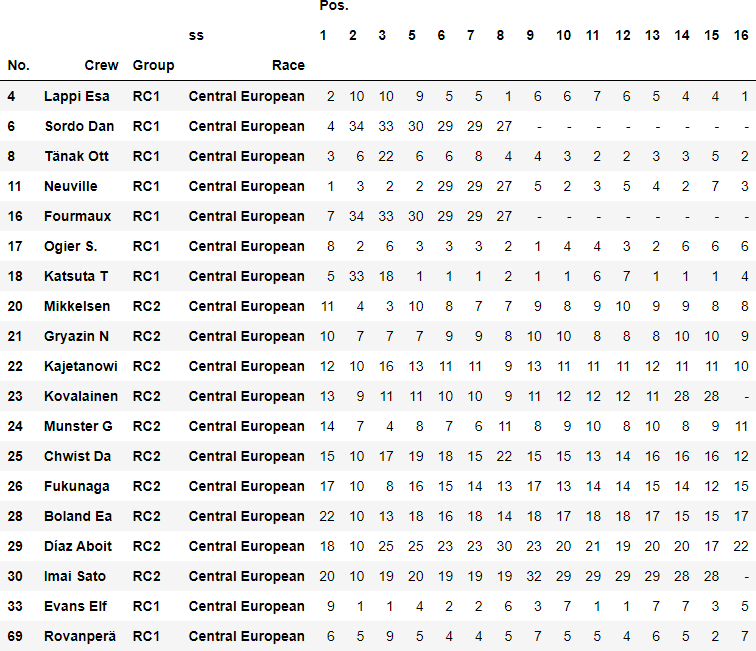 Pos.
ss 1 2 3 5 6 7 8 9 10 11 12 13 14 15 16
No. Crew Group Race
4 Lappi Esa RC1 Central European 2 10 10 9 5 5 1 6 6 7 6 5 4 4 1
6 Sordo Dan RC1 Central European 4 34 33 30 29 29 27 - - - - - - - -
8 Tänak Ott RC1 Central European 3 6 22 6 6 8 4 4 3 2 2 3 3 5 2
11 Neuville RC1 Central European 1 3 2 2 29 29 27 5 2 3 5 4 2 7 3
16 Fourmaux RC1 Central European 7 34 33 30 29 29 27 - - - - - - - -
17 Ogier S. RC1 Central European 8 2 6 3 3 3 2 1 4 4 3 2 6 6 6
18 Katsuta T RC1 Central European 5 33 18 1 1 1 2 1 1 6 7 1 1 1 4
20 Mikkelsen RC2 Central European 11 4 3 10 8 7 7 9 8 9 10 9 9 8 8
21 Gryazin N RC2 Central European 10 7 7 7 9 9 8 10 10 8 8 8 10 10 9
22 Kajetanowi RC2 Central European 12 10 16 13 11 11 9 13 11 11 11 12 11 11 10
23 Kovalainen RC2 Central European 13 9 11 11 10 10 9 11 12 12 12 11 28 28 -
24 Munster G RC2 Central European 14 7 4 8 7 6 11 8 9 10 8 10 8 9 11
25 Chwist Da RC2 Central European 15 10 17 19 18 15 22 15 15 13 14 16 16 16 12
26 Fukunaga RC2 Central European 17 10 8 16 15 14 13 17 13 14 14 15 14 12 15
28 Boland Ea RC2 Central European 22 10 13 18 16 18 14 18 17 18 18 17 15 15 17
29 Díaz Aboit RC2 Central European 18 10 25 25 23 23 30 23 20 21 19 20 20 17 22
30 Imai Sato RC2 Central European 20 10 19 20 19 19 19 32 29 29 29 29 28 28 -
33 Evans Elf RC1 Central European 9 1 1 4 2 2 6 3 7 1 1 7 7 3 5
69 Rovanperä RC1 Central European 6 5 9 5 4 4 5 7 5 5 4 6 5 2 7